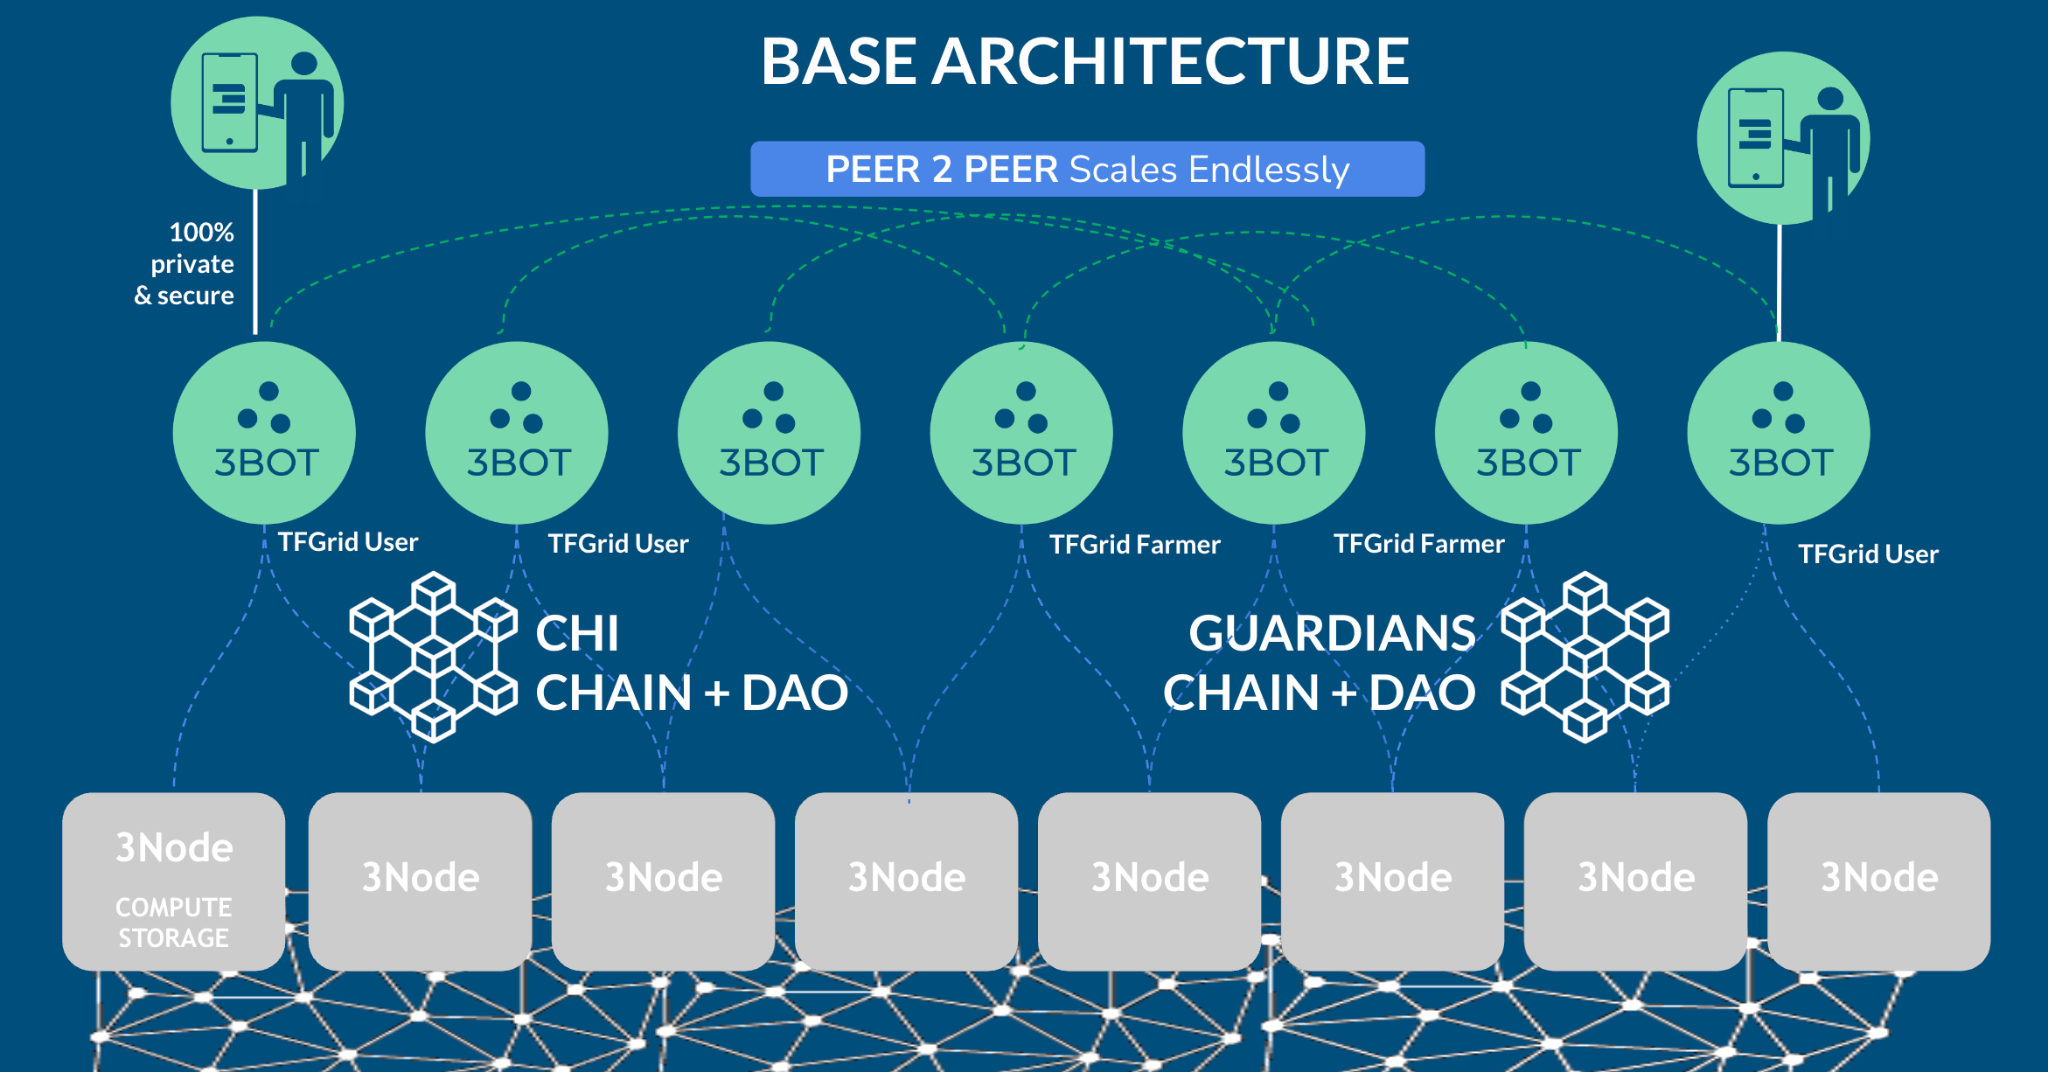 BASE ARCHITECTURE
PEER 2 PEER Scales Endlessly
100%
private
& secure
3BOT
3BOT
3BOT
3BOT
3BOT
3BOT
3BOT
TFGrid User
TFGrid User
TFGrid Farmer
TFGrid Farmer
TFGrid User
CHI
CHAIN + DAO
GUARDIANS
CHAIN + DAO
3Node
COMPUTE
STORAGE
3Node
3Node
3Node
3Node
3Node
3Node
3Node